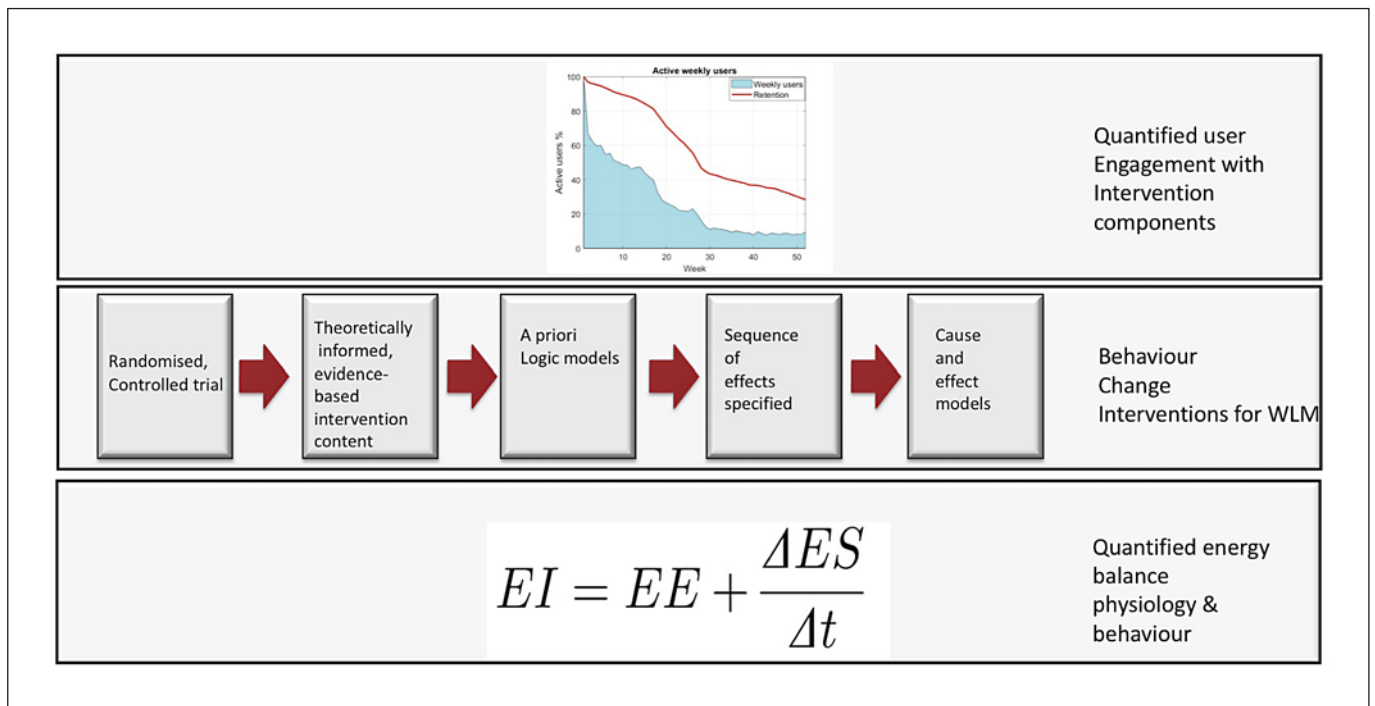 Active weekly users
Weekly users
Retention
100
80
60
40
20
0
Active users %
10 20 30 40 50
Week
Quantified user
Engagement with
Intervention
components
Randomised,
Controlled trial
Theoretically
informed,
evidence-
based
intervention
content
A priori
Logic models
Sequence
of
effects
specified
Cause
and
effect
models
Behaviour
Change
Interventions for WLM
EI = EE + ΔES/Δt
Quantified energy
balance
physiology &
behaviour